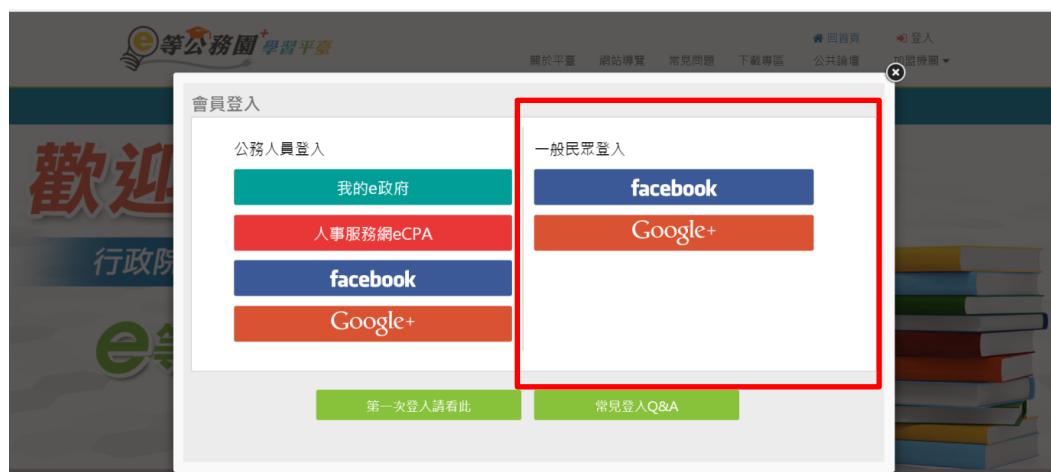 e等公務園+學習平臺
回首頁
登入
關於平臺
網站導覽
常見問題
下載專區
公共論壇
加盟機關
會員登入
公務人員登入
我的e政府
人事服務網eCPA
facebook
Google+
一般民眾登入
facebook
Google+
第一次登入請看此
常見登入Q&A
歡迎
行政院
e等